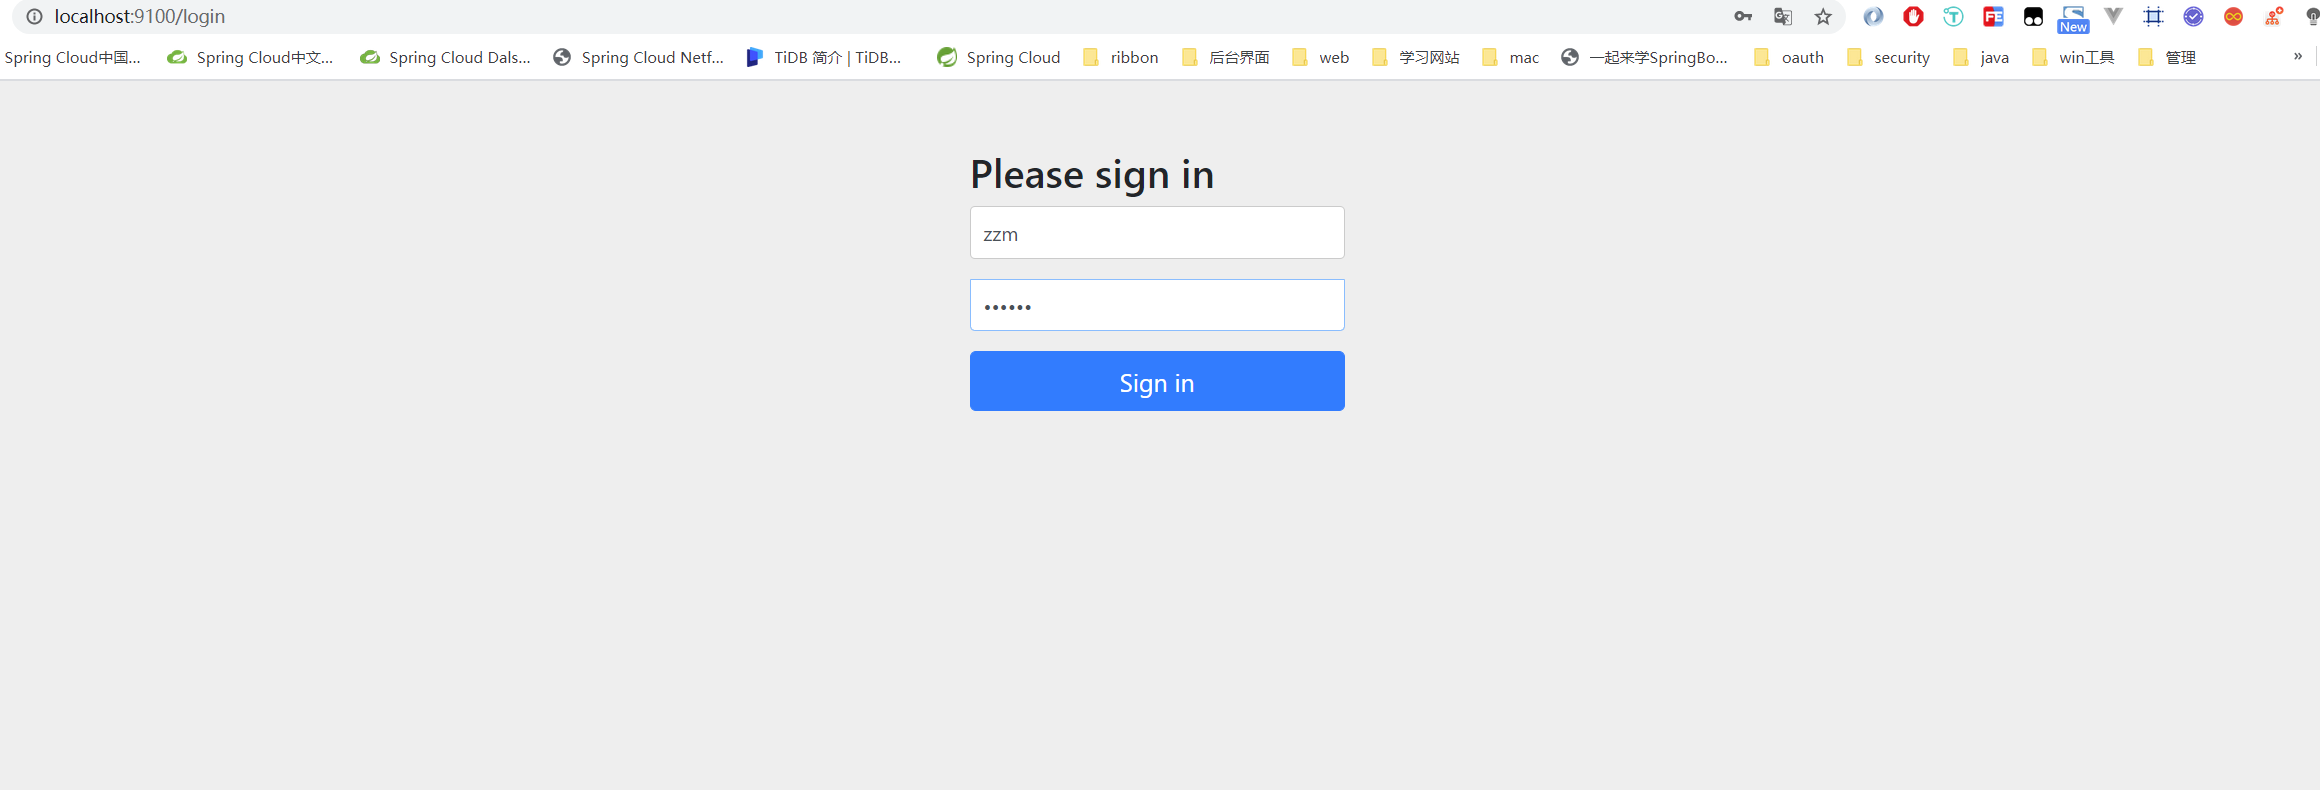 localhost:9100/login
New
Spring Cloud中国... Spring Cloud中文... Spring Cloud Dals... Spring Cloud Netf... TiDB 简介 | TiDB... Spring Cloud ribbon 后台界面 web 学习网站 mac 一起来学SpringBo... oauth security java win工具 管理 »
Please sign in
zzm
••••••
Sign in